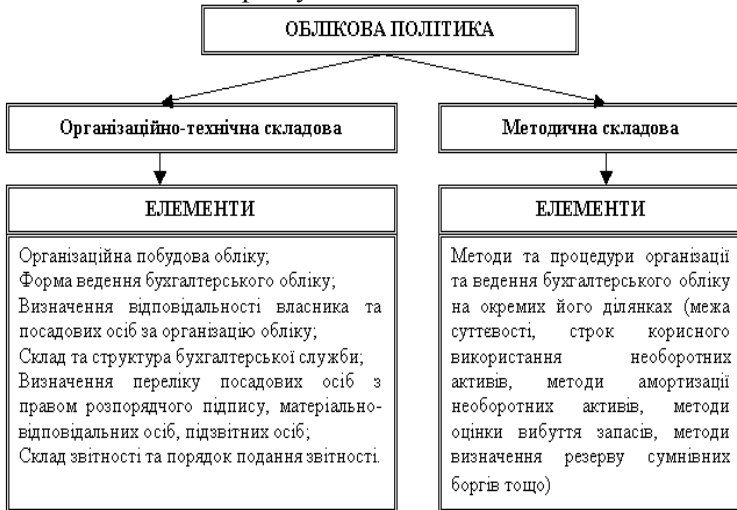 ОБЛІКОВА ПОЛІТИКА
Організаційно-технічна складова
Методична складова
ЕЛЕМЕНТИ
Організаційна побудова обліку;
Форма ведення бухгалтерського обліку;
Визначення відповідальності власника та
посадових осіб за організацію обліку;
Склад та структура бухгалтерської служби;
Визначення переліку посадових осіб з
правом розпорядчого підпису, матеріально-
відповідальних осіб, підзвітних осіб;
Склад звітності та порядок подання звітності.
ЕЛЕМЕНТИ
Методи та процедури організації
та ведення бухгалтерського обліку
на окремих його ділянках (межа
суттєвості, строк корисного
використання необоротних
активів, методи амортизації
необоротних активів, методи
оцінки вибуття запасів, методи
визначення резерву сумнівних
боргів тощо)